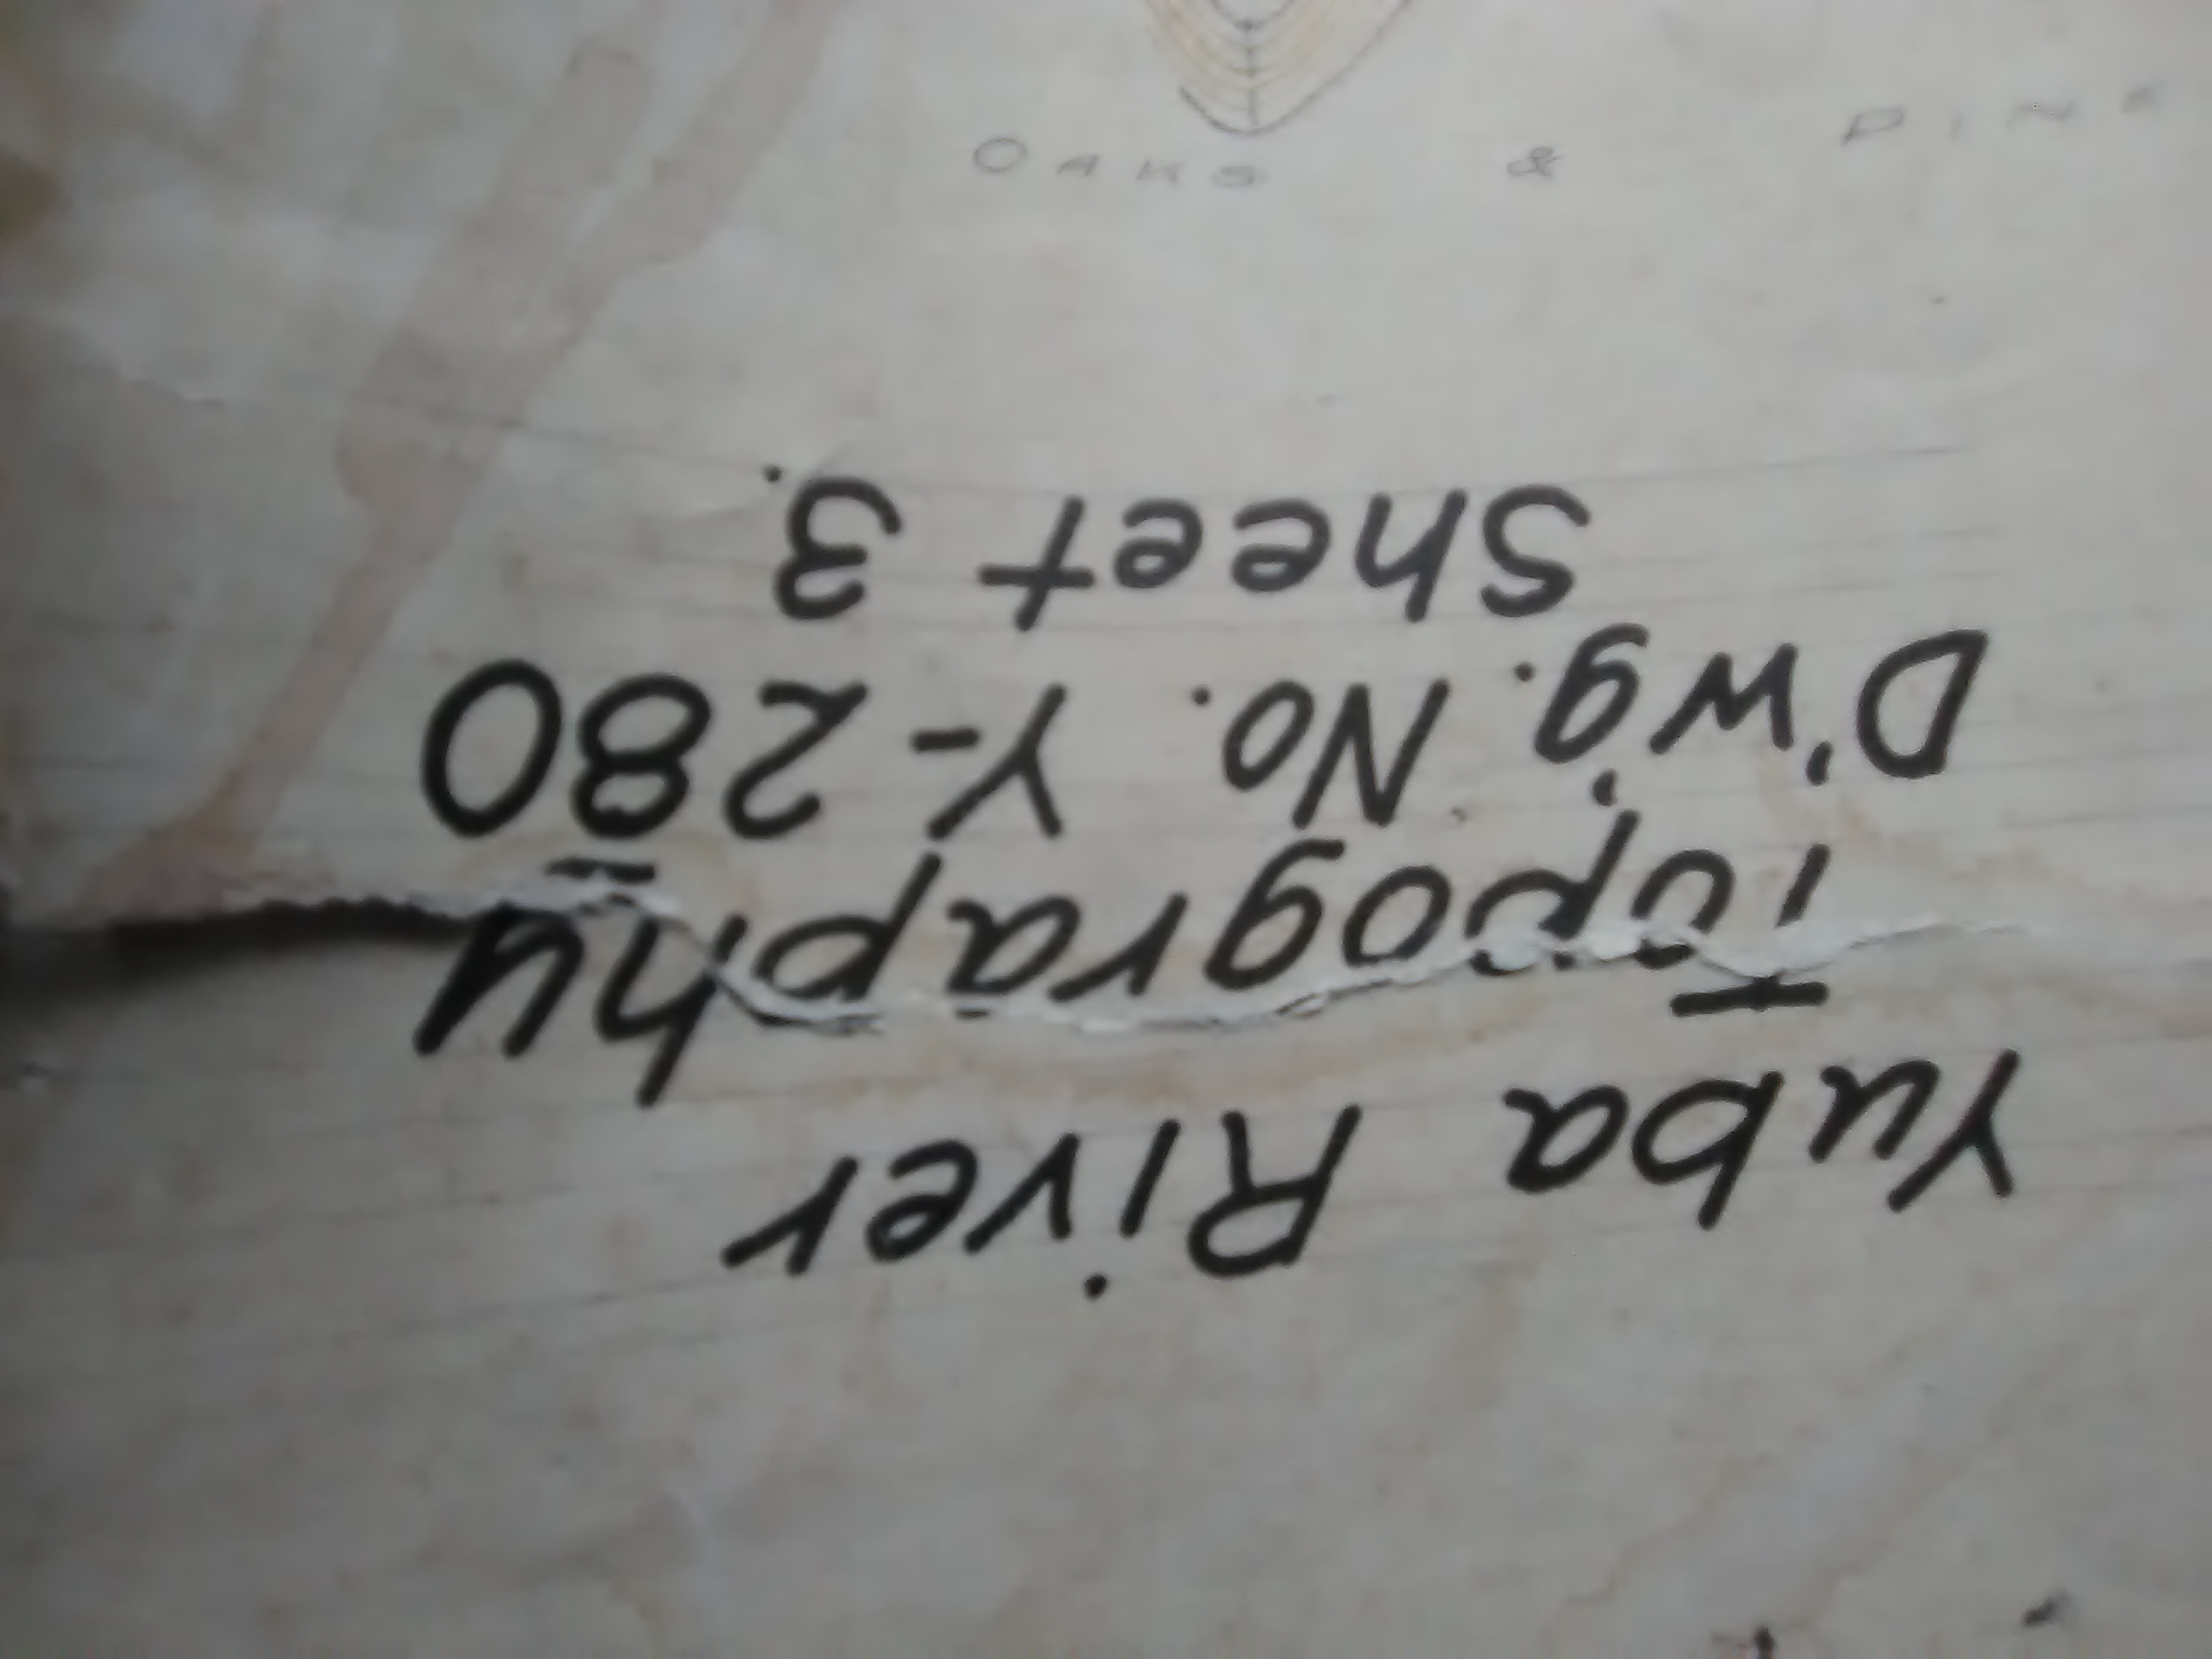 Yuba River
Topography
D'wg. No. Y-280
Sheet 3.
OAKS & PINE